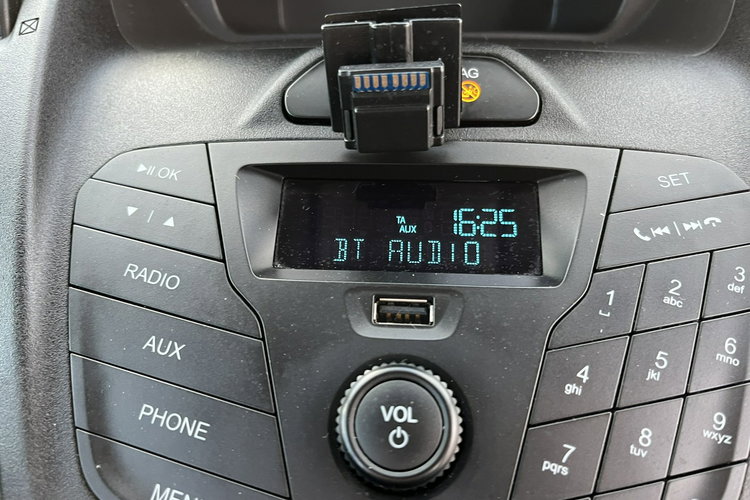 AG
▶II OK
▼ | ▲
RADIO
AUX
PHONE
MENU
TA
AUX
16:25
BT AUDIO
VOL
SET
1
2
abc
3
def
4
ghi
5
jkl
6
mno
7
pqrs
8
tuv
9
wxyz